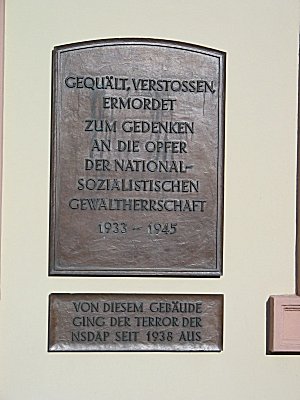 GEQUÄLT, VERSTOSSEN,
ERMORDET
ZUM GEDENKEN
AN DIE OPFER
DER NATIONAL-
SOZIALISTISCHEN
GEWALTHERRSCHAFT
1933 - 1945
VON DIESEM GEBÄUDE
GING DER TERROR DER
NSDAP SEIT 1938 AUS